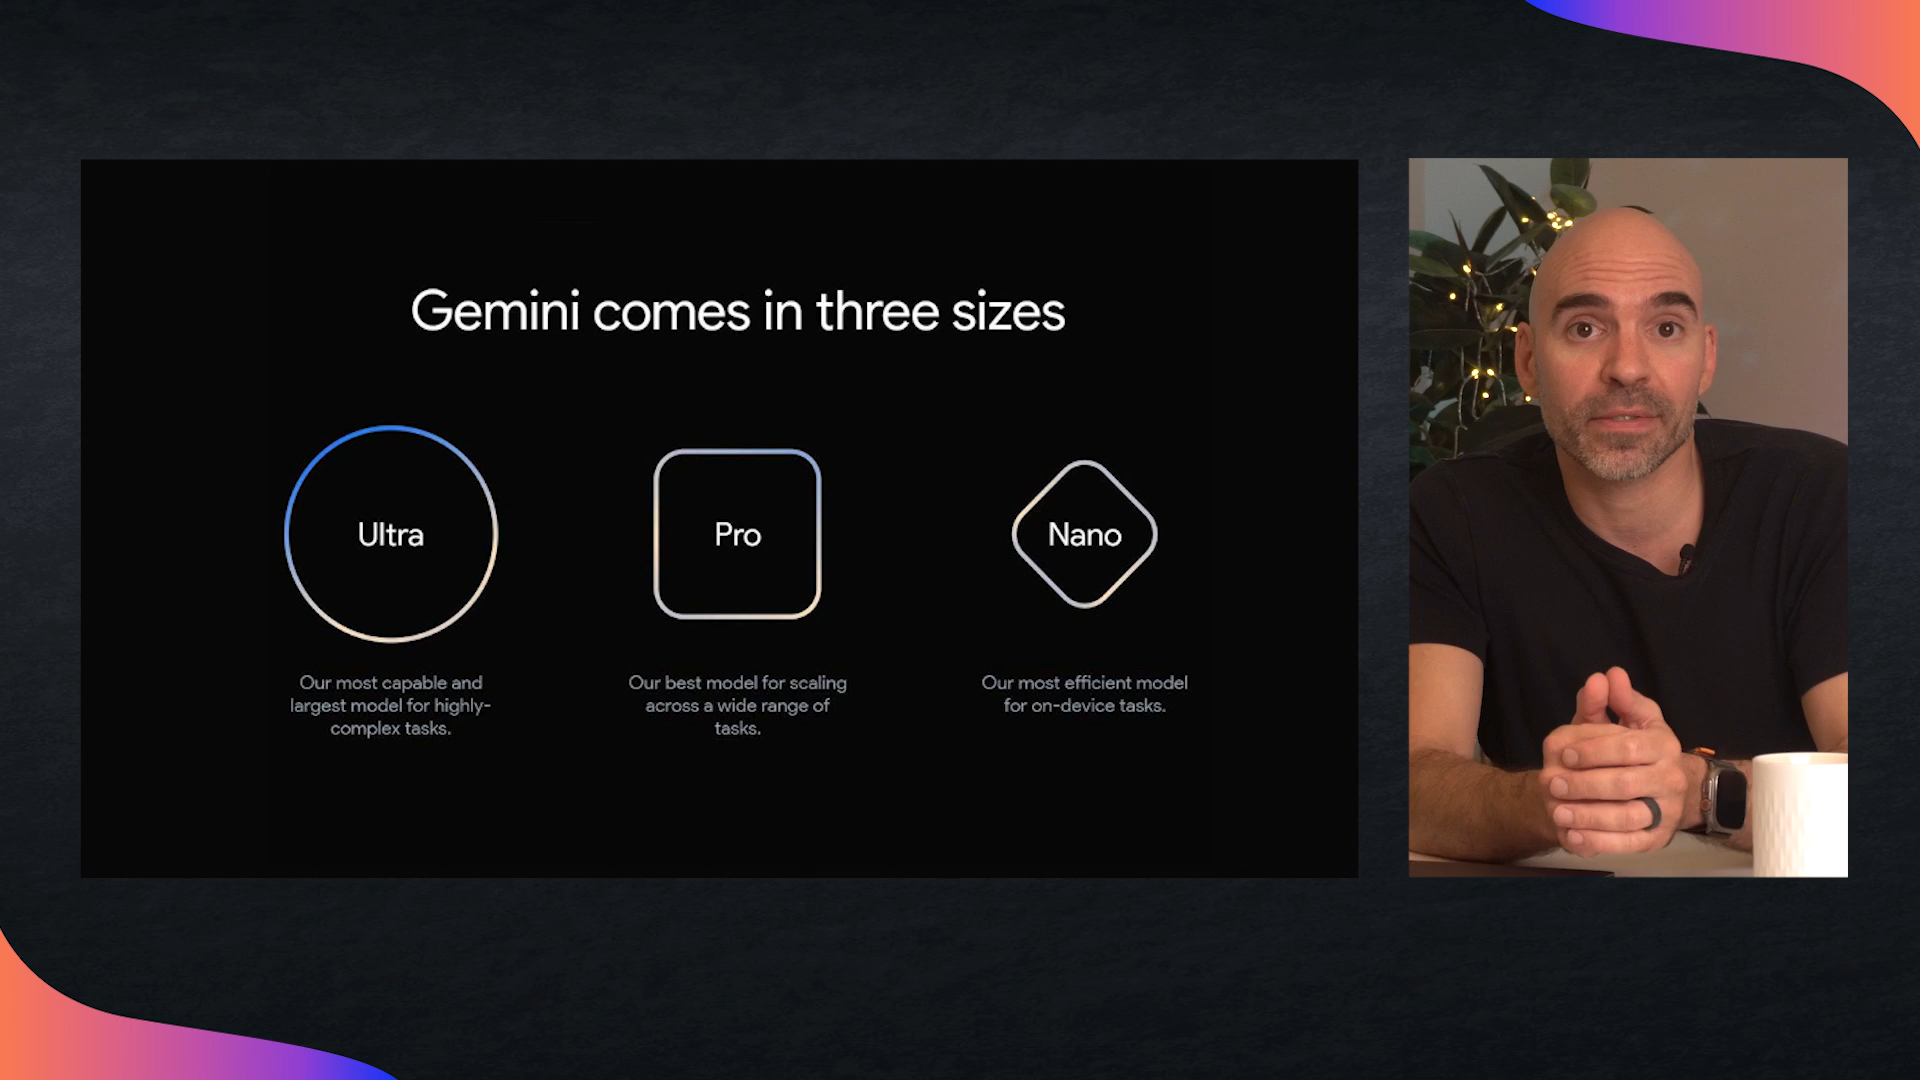 Gemini comes in three sizes
Ultra
Pro
Nano
Our most capable and
largest model for highly-
complex tasks.
Our best model for scaling
across a wide range of
tasks.
Our most efficient model
for on-device tasks.